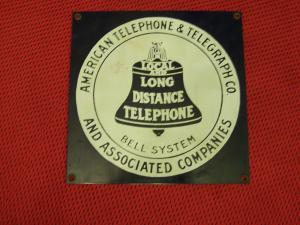 AMERICAN TELEPHONE & TELEGRAPH CO.
LOCAL
AND
LONG
DISTANCE
TELEPHONE
BELL SYSTEM
AND ASSOCIATED COMPANIES